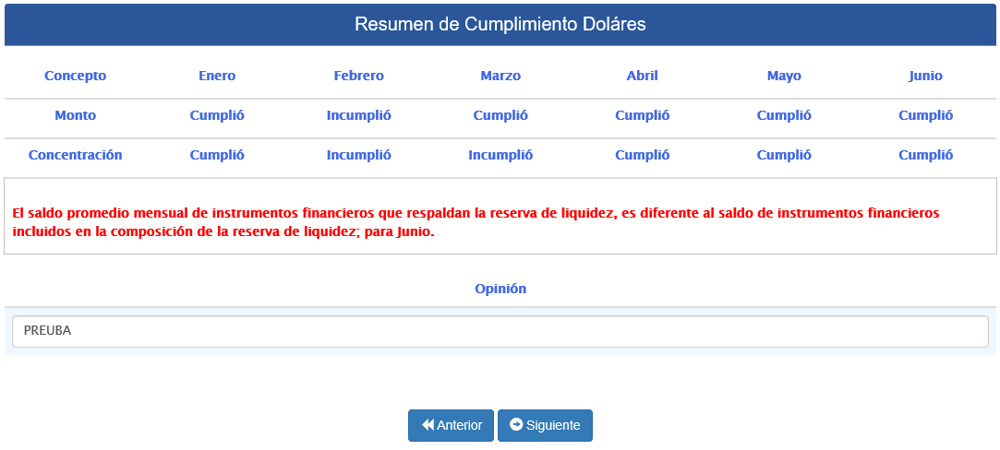 Resumen de Cumplimiento Doláres
Concepto Enero Febrero Marzo Abril Mayo Junio
Monto Cumplió Incumplió Cumplió Cumplió Cumplió Cumplió
Concentración Cumplió Incumplió Incumplió Cumplió Cumplió Cumplió
El saldo promedio mensual de instrumentos financieros que respaldan la reserva de liquidez, es diferente al saldo de instrumentos financieros
incluidos en la composición de la reserva de liquidez; para Junio.
Opinión
PREUBA
Anterior Siguiente